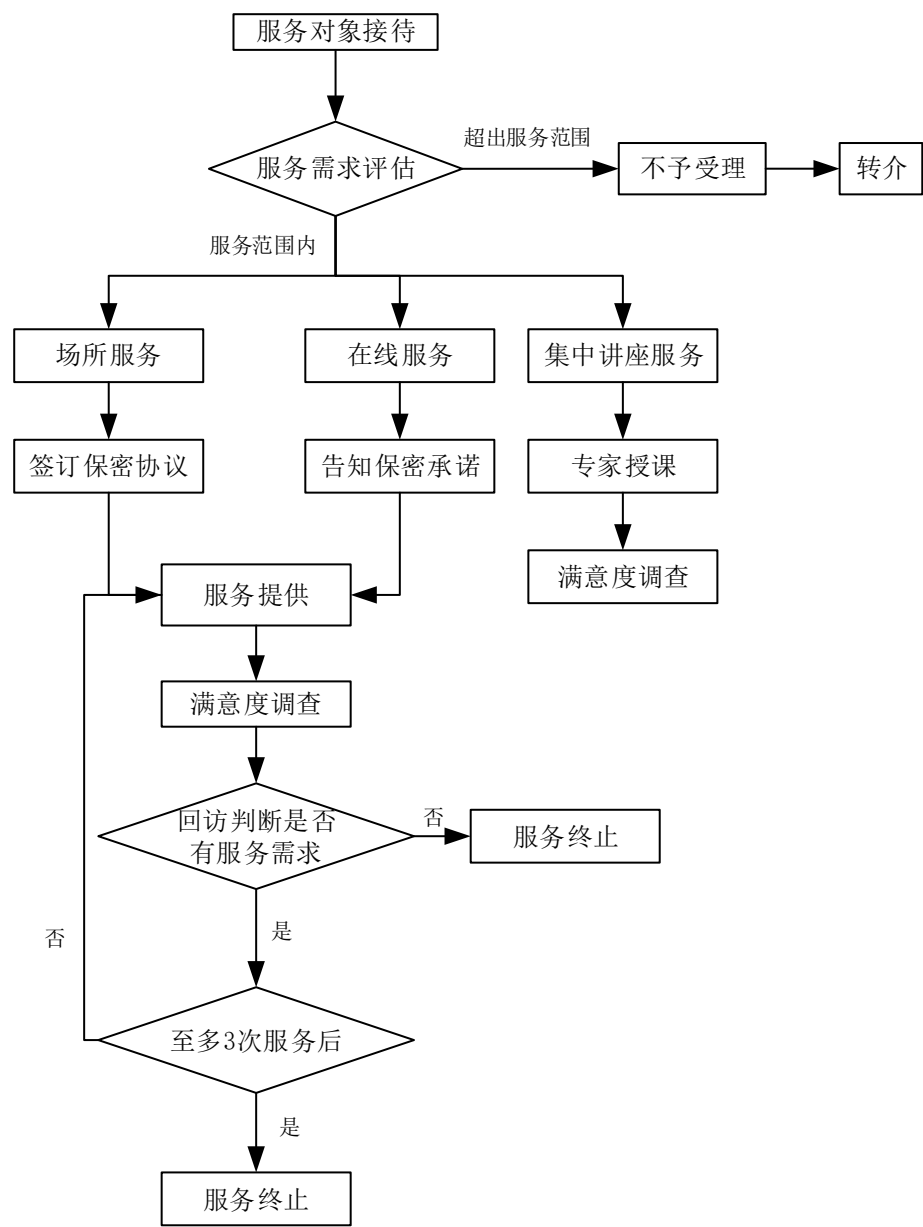 服务对象接待
超出服务范围
服务需求评估
不予受理
转介
服务范围内
场所服务
在线服务
集中讲座服务
签订保密协议
告知保密承诺
专家授课
服务提供
满意度调查
满意度调查
回访判断是否
有服务需求
否
服务终止
是
否
至多3次服务后
是
服务终止